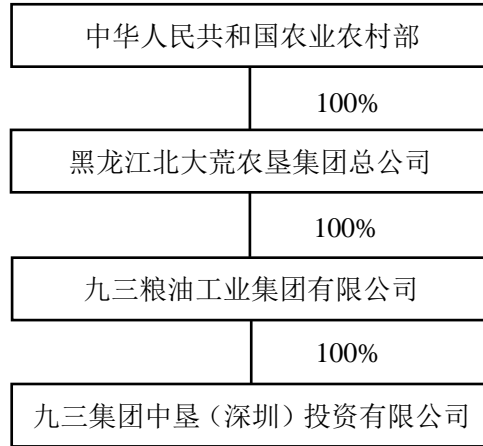 中华人民共和国农业农村部
100%
黑龙江北大荒农垦集团总公司
100%
九三粮油工业集团有限公司
100%
九三集团中垦（深圳）投资有限公司